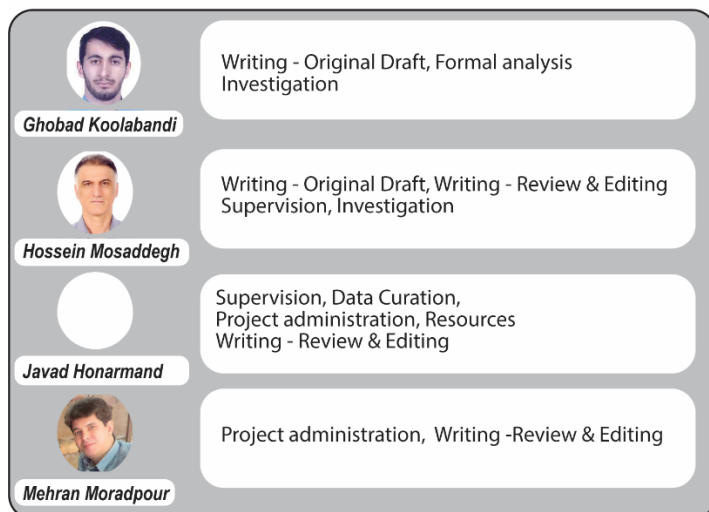 Writing - Original Draft, Formal analysis
Investigation
Ghobad Koolabandi
Writing - Original Draft, Writing - Review & Editing
Supervision, Investigation
Hossein Mosaddegh
Supervision, Data Curation,
Project administration, Resources
Writing - Review & Editing
Javad Honarmand
Project administration,  Writing -Review & Editing
Mehran Moradpour